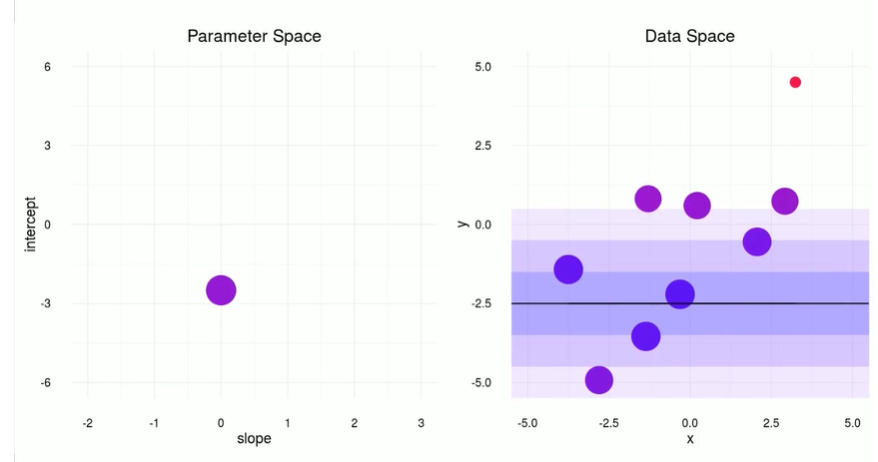 Parameter Space
6
3
0
-3
-6
intercept
-2 -1 0 1 2 3
slope
Data Space
5.0
2.5
0.0
-2.5
-5.0
y
-5.0 -2.5 0.0 2.5 5.0
x